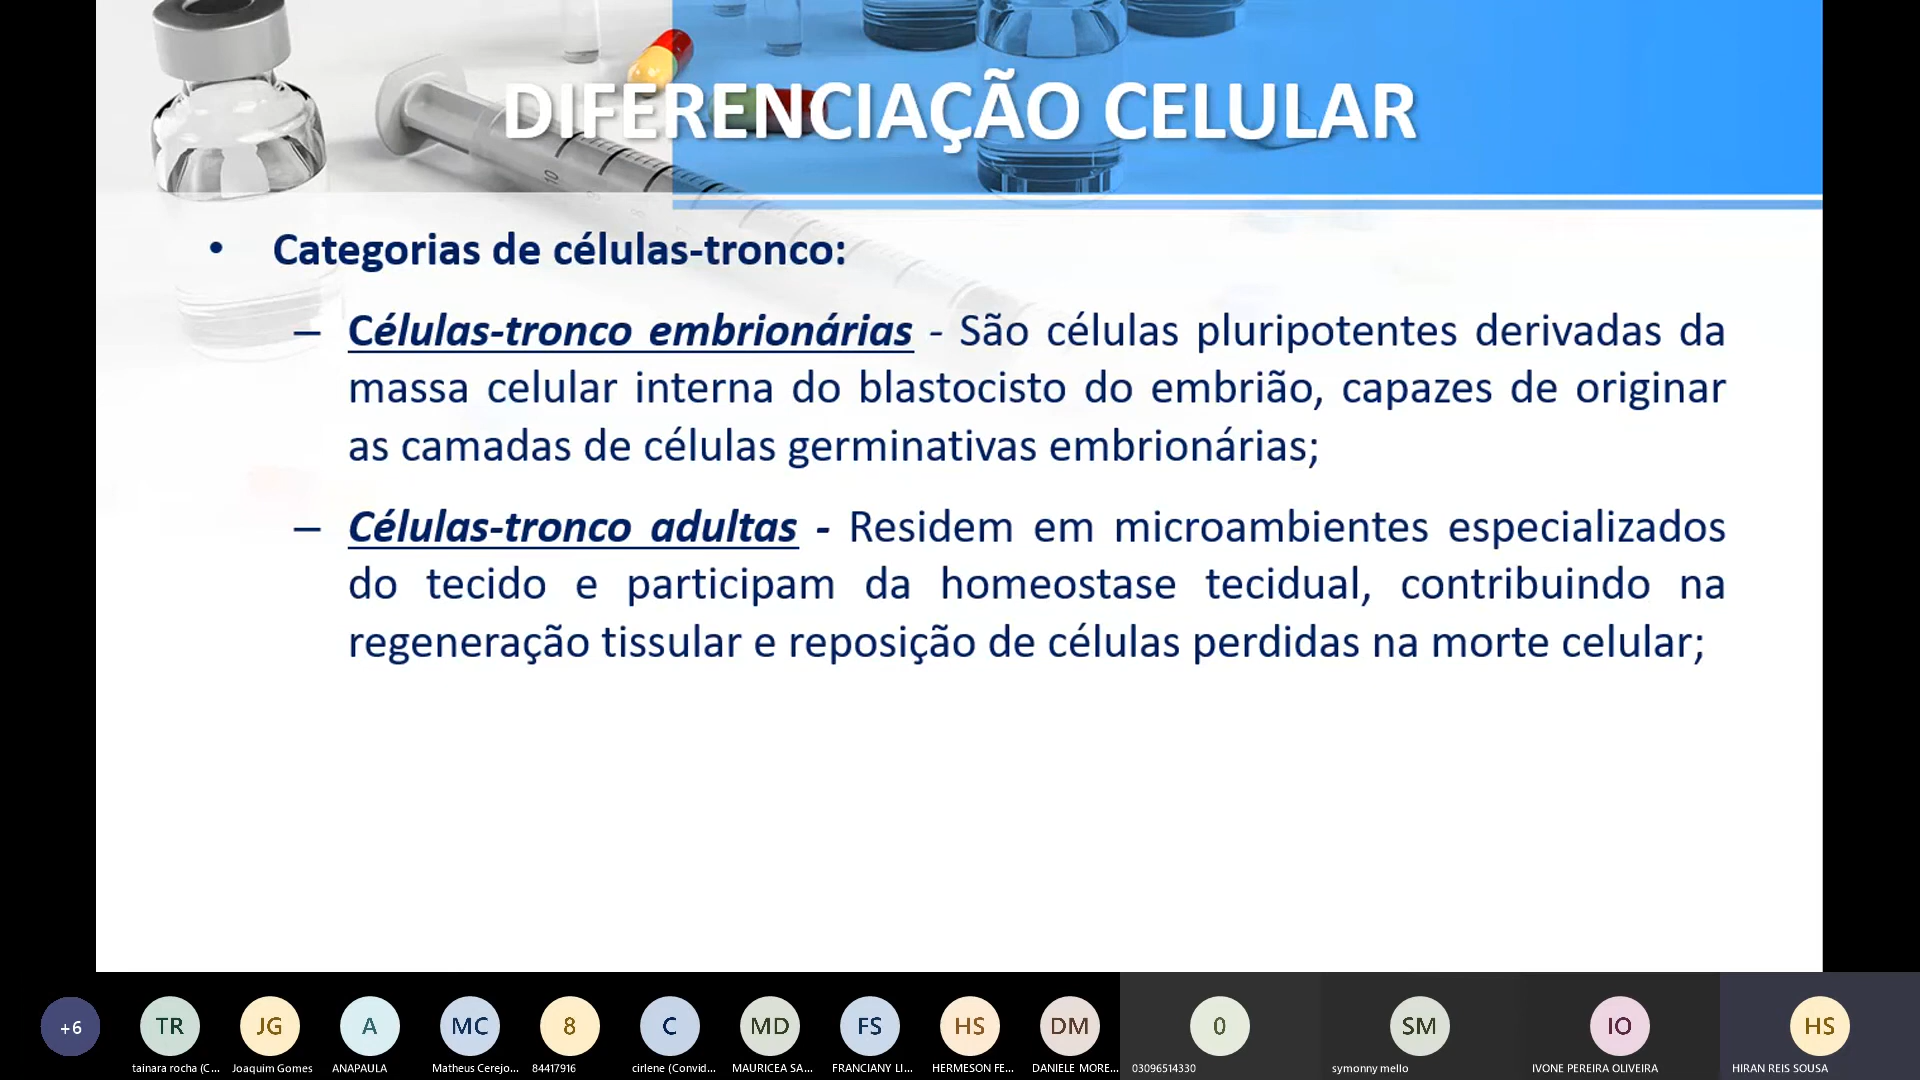 DIFERENCIAÇÃO CELULAR
• Categorias de células-tronco:
– Células-tronco embrionárias - São células pluripotentes derivadas da
massa celular interna do blastocisto do embrião, capazes de originar
as camadas de células germinativas embrionárias;
– Células-tronco adultas - Residem em microambientes especializados
do tecido e participam da homeostase tecidual, contribuindo na
regeneração tissular e reposição de células perdidas na morte celular;
10
+6 TR JG A MC 8 C MD FS HS DM 0 SM IO HS
tainara rocha (C... Joaquim Gomes ANAPAULA Matheus Cerejo... 84417916 cirlene (Convid... MAURICEA SA... FRANCIANY LI... HERMESON FE... DANIELE MORE... 03096514330 symonny mello IVONE PEREIRA OLIVEIRA HIRAN REIS SOUSA